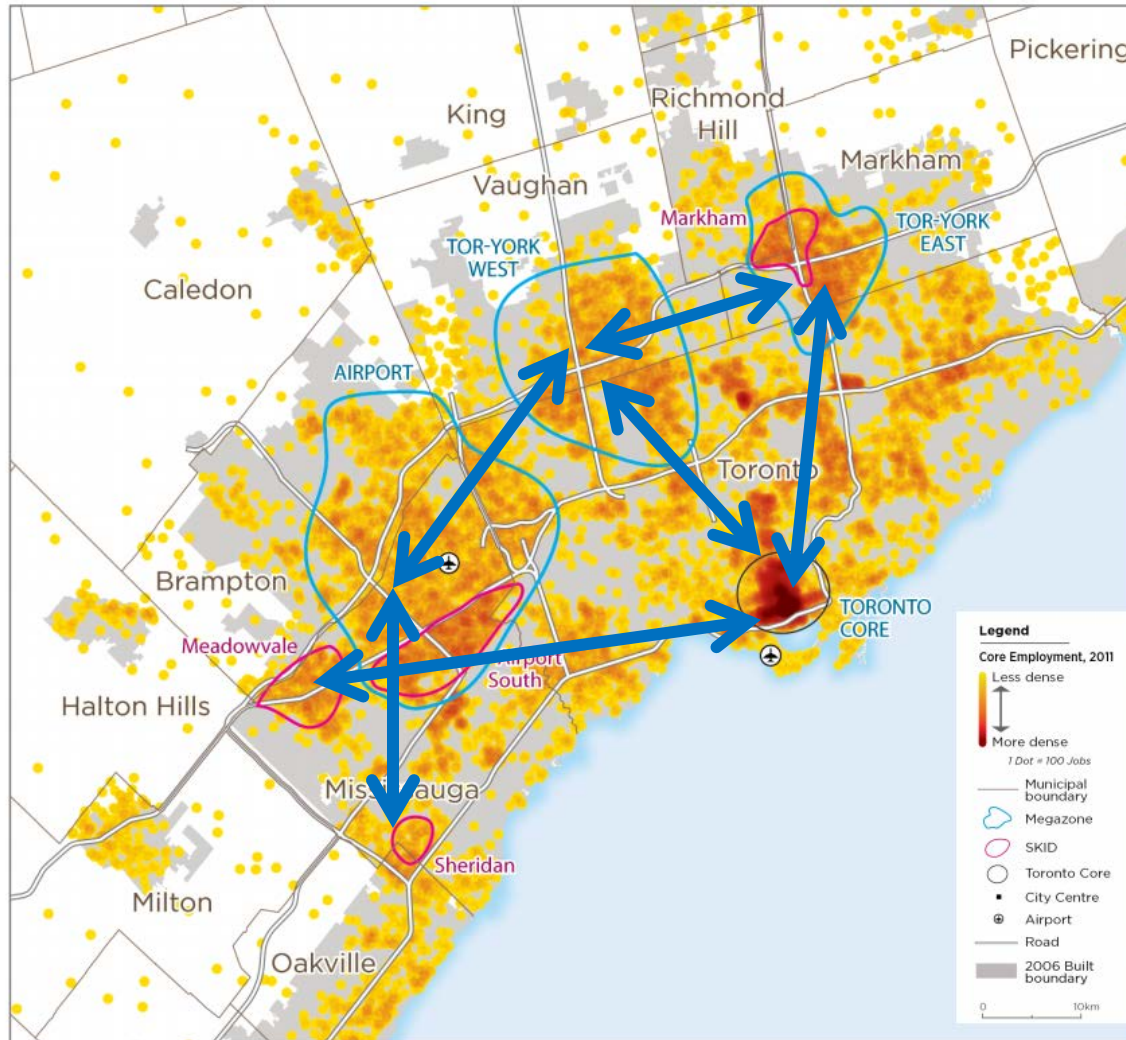 Pickering
King
Richmond
Hill
Markham
Vaughan
Markham
TOR-YORK
EAST
TOR-YORK
WEST
Caledon
AIRPORT
Toronto
Brampton
TORONTO
CORE
Meadowvale
Airport
South
Halton Hills
Mississauga
Sheridan
Milton
Oakville
Legend
Core Employment, 2011
Less dense
More dense
1 Dot = 100 Jobs
Municipal
boundary
Megazone
SKID
Toronto Core
City Centre
Airport
Road
2006 Built
boundary
0 10km